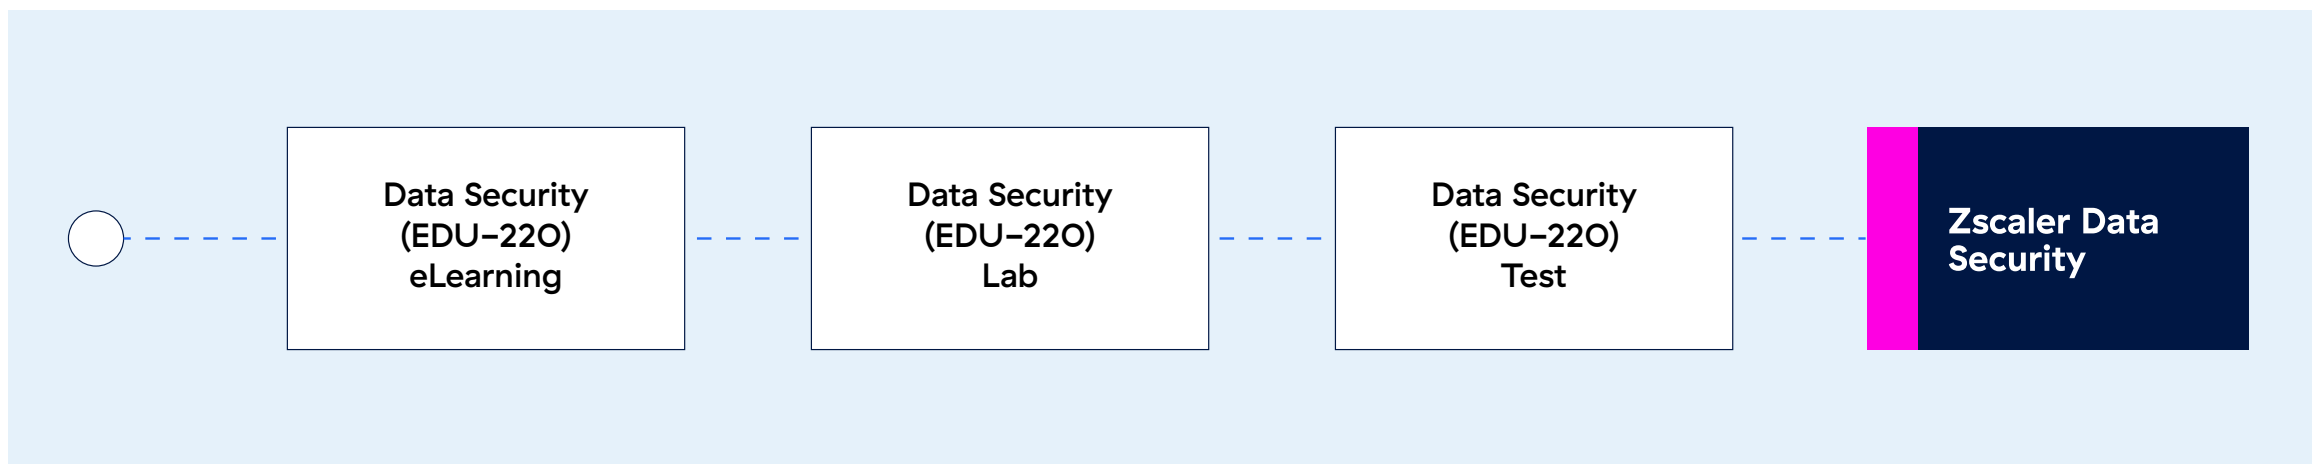 Data Security
(EDU–220)
eLearning
Data Security
(EDU–220)
Lab
Data Security
(EDU–220)
Test
Zscaler Data
Security